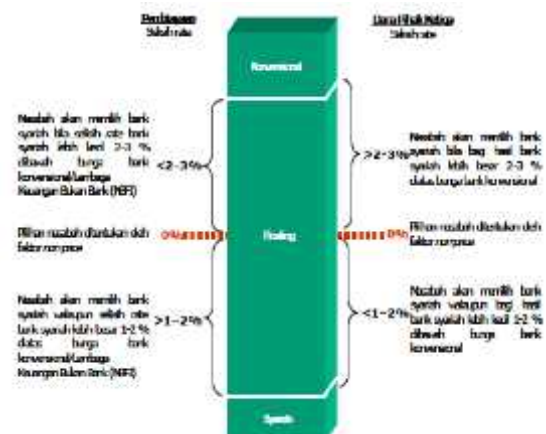 Pembiayaan
Selisih rate
Dana Pihak Ketiga
Selisih rate
Konvensional
Nasabah akan memilih bank
syariah bila selisih rate bank
syariah lebih kecil 2-3 %
dibawah bunga bank
konvensional/Lembaga
Keuangan Bukan Bank (NBFI)
<2-3%
>2-3%
Nasabah akan memilih bank
syariah bila bagi hasil bank
syariah lebih besar 2-3 %
diatas bunga bank konvensional
Pilihan nasabah ditentukan oleh
faktor non price
0%
Floating
0%
Pilihan nasabah ditentukan oleh
faktor non price
Nasabah akan memilih bank
syariah walaupun selisih rate
bank syariah lebih besar 1-2 %
diatas bunga bank
konvensional/Lembaga
Keuangan Bukan Bank (NBFI)
>1-2%
<1-2%
Nasabah akan memilih bank
syariah walaupun bagi hasil
bank syariah lebih kecil 1-2 %
dibawah bunga bank
konvensional
Syariah